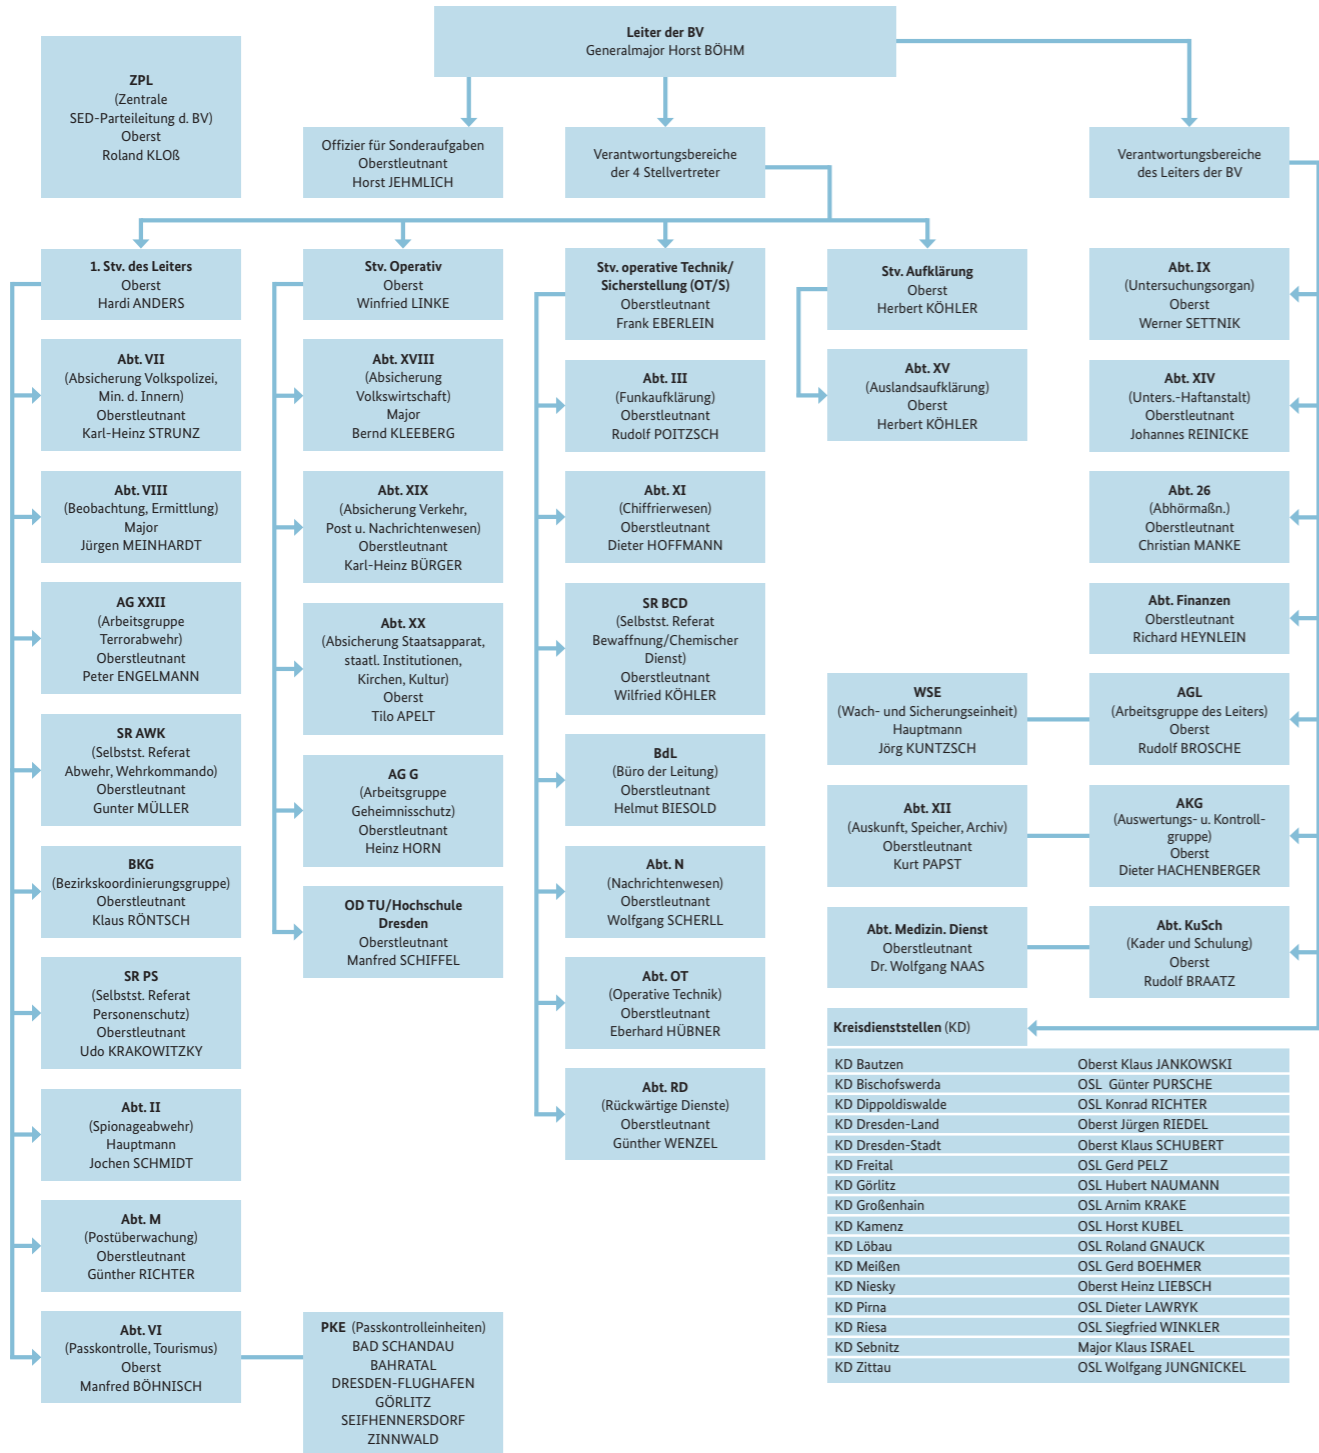 Leiter der BV
Generalmajor Horst BÖHM
ZPL
(Zentrale
SED-Parteileitung d. BV)
Oberst
Roland KLOß
Offizier für Sonderaufgaben
Oberstleutnant
Horst JEHMLICH
Verantwortungsbereiche
der 4 Stellvertreter
Verantwortungsbereiche
des Leiters der BV
1. Stv. des Leiters
Oberst
Hardi ANDERS
Abt. VII
(Absicherung Volkspolizei,
Min. d. Innern)
Oberstleutnant
Karl-Heinz STRUNZ
Abt. VIII
(Beobachtung, Ermittlung)
Major
Jürgen MEINHARDT
AG XXII
(Arbeitsgruppe
Terrorabwehr)
Oberstleutnant
Peter ENGELMANN
SR AWK
(Selbstst. Referat
Abwehr, Wehrkommando)
Oberstleutnant
Gunter MÜLLER
BKG
(Bezirkskoordinierungsgruppe)
Oberstleutnant
Klaus RÖNTSCH
SR PS
(Selbstst. Referat
Personenschutz)
Oberstleutnant
Udo KRAKOWITZKY
Abt. II
(Spionageabwehr)
Hauptmann
Jochen SCHMIDT
Abt. M
(Postüberwachung)
Oberstleutnant
Günther RICHTER
Abt. VI
(Passkontrolle, Tourismus)
Oberst
Manfred BÖHNISCH
PKE (Passkontrolleinheiten)
BAD SCHANDAU
BAHRATAL
DRESDEN-FLUGHAFEN
GÖRLITZ
SEIFHENNERSDORF
ZINNWALD
Stv. Operativ
Oberst
Winfried LINKE
Abt. XVIII
(Absicherung
Volkswirtschaft)
Major
Bernd KLEEBERG
Abt. XIX
(Absicherung Verkehr,
Post u. Nachrichtenwesen)
Oberstleutnant
Karl-Heinz BÜRGER
Abt. XX
(Absicherung Staatsapparat,
staatl. Institutionen,
Kirchen, Kultur)
Oberst
Tilo APELT
AG G
(Arbeitsgruppe
Geheimnisschutz)
Oberstleutnant
Heinz HORN
OD TU/Hochschule
Dresden
Oberstleutnant
Manfred SCHIFFEL
Stv. operative Technik/
Sicherstellung (OT/S)
Oberstleutnant
Frank EBERLEIN
Abt. III
(Funkaufklärung)
Oberstleutnant
Rudolf POITZSCH
Abt. XI
(Chiffrierwesen)
Oberstleutnant
Dieter HOFFMANN
SR BCD
(Selbstst. Referat
Bewaffnung/Chemischer
Dienst)
Oberstleutnant
Wilfried KÖHLER
BdL
(Büro der Leitung)
Oberstleutnant
Helmut BIESOLD
Abt. N
(Nachrichtenwesen)
Oberstleutnant
Wolfgang SCHERLL
Abt. OT
(Operative Technik)
Oberstleutnant
Eberhard HÜBNER
Abt. RD
(Rückwärtige Dienste)
Oberstleutnant
Günther WENZEL
Stv. Aufklärung
Oberst
Herbert KÖHLER
Abt. XV
(Auslandsaufklärung)
Oberst
Herbert KÖHLER
Abt. IX
(Untersuchungsorgan)
Oberst
Werner SETTNIK
Abt. XIV
(Unters.-Haftanstalt)
Oberstleutnant
Johannes REINICKE
Abt. 26
(Abhörmaßn.)
Oberstleutnant
Christian MANKE
Abt. Finanzen
Oberstleutnant
Richard HEYNLEIN
WSE
(Wach- und Sicherungseinheit)
Hauptmann
Jörg KUNTZSCH
AGL
(Arbeitsgruppe des Leiters)
Oberst
Rudolf BROSCHE
Abt. XII
(Auskunft, Speicher, Archiv)
Oberstleutnant
Kurt PAPST
AKG
(Auswertungs- u. Kontroll-
gruppe)
Oberst
Dieter HACHENBERGER
Abt. Medizin. Dienst
Oberstleutnant
Dr. Wolfgang NAAS
Abt. KuSch
(Kader und Schulung)
Oberst
Rudolf BRAATZ
Kreisdienststellen (KD)
KD Bautzen Oberst Klaus JANKOWSKI
KD Bischofswerda OSL Günter PURSCHE
KD Dippoldiswalde OSL Konrad RICHTER
KD Dresden-Land Oberst Jürgen RIEDEL
KD Dresden-Stadt Oberst Klaus SCHUBERT
KD Freital OSL Gerd PELZ
KD Görlitz OSL Hubert NAUMANN
KD Großenhain OSL Arnim KRAKE
KD Kamenz OSL Horst KUBEL
KD Löbau OSL Roland GNAUCK
KD Meißen OSL Gerd BOEHMER
KD Niesky Oberst Heinz LIEBSCH
KD Pirna OSL Dieter LAWRYK
KD Riesa OSL Siegfried WINKLER
KD Sebnitz Major Klaus ISRAEL
KD Zittau OSL Wolfgang JUNGNICKEL